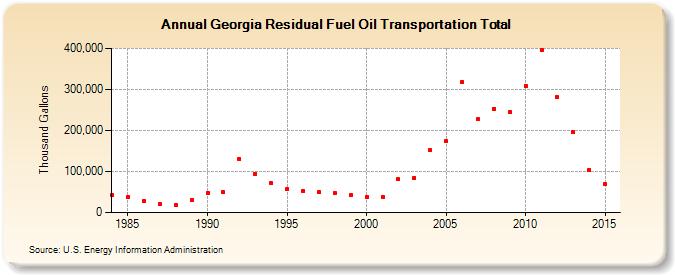 Annual Georgia Residual Fuel Oil Transportation Total
Thousand Gallons
400,000
300,000
200,000
100,000
0
1985 1990 1995 2000 2005 2010 2015
Source: U.S. Energy Information Administration